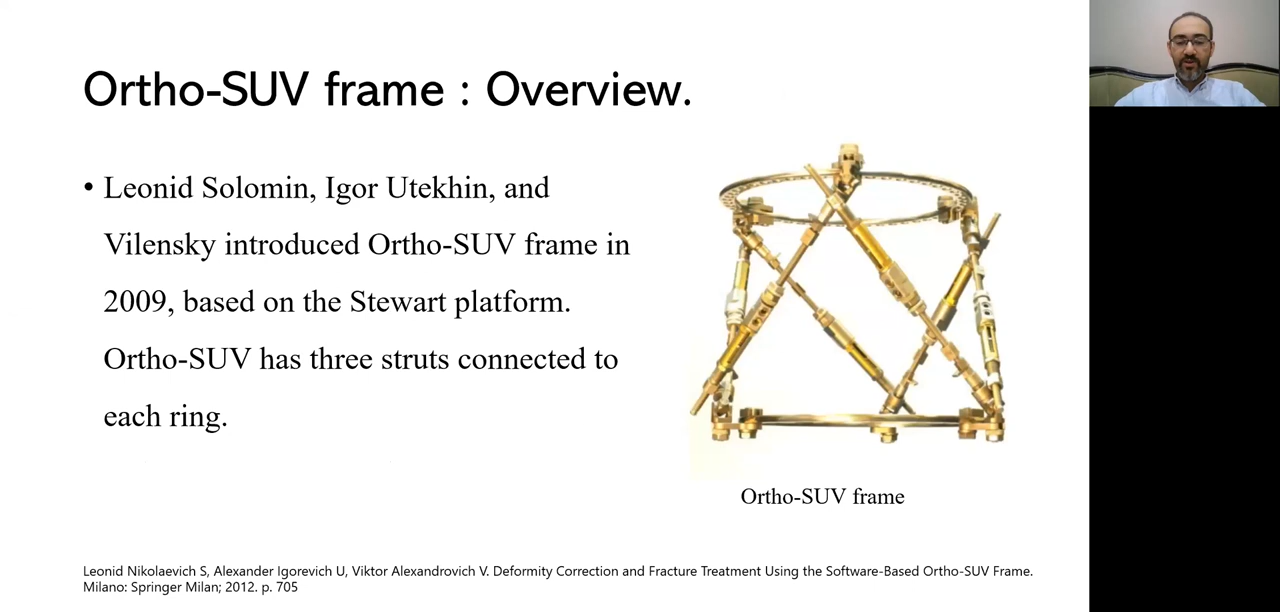 Ortho-SUV frame : Overview.
• Leonid Solomin, Igor Utekhin, and
Vilensky introduced Ortho-SUV frame in
2009, based on the Stewart platform.
Ortho-SUV has three struts connected to
each ring.
Ortho-SUV frame
Leonid Nikolaevich S, Alexander Igorevich U, Viktor Alexandrovich V. Deformity Correction and Fracture Treatment Using the Software-Based Ortho-SUV Frame.
Milano: Springer Milan; 2012. p. 705